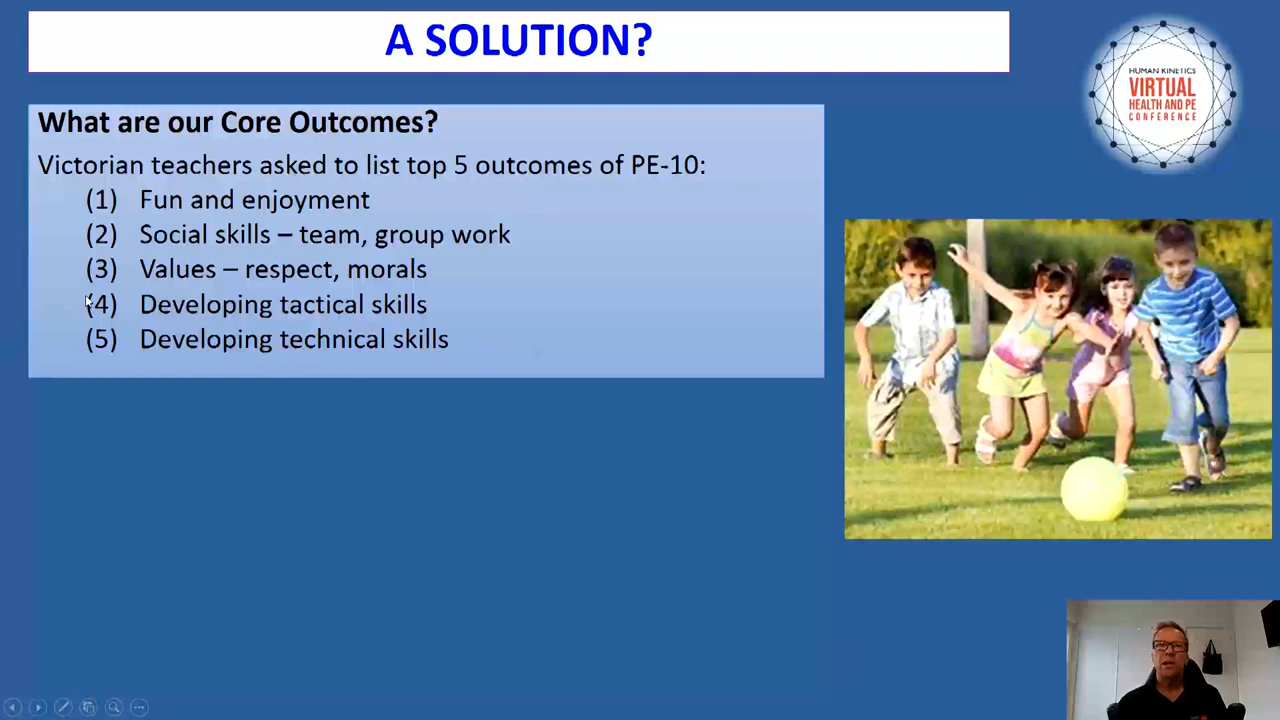 A SOLUTION?
HUMAN KINETICS
VIRTUAL
HEALTH AND PE
CONFERENCE
What are our Core Outcomes?
Victorian teachers asked to list top 5 outcomes of PE-10:
(1) Fun and enjoyment
(2) Social skills – team, group work
(3) Values – respect, morals
(4) Developing tactical skills
(5) Developing technical skills